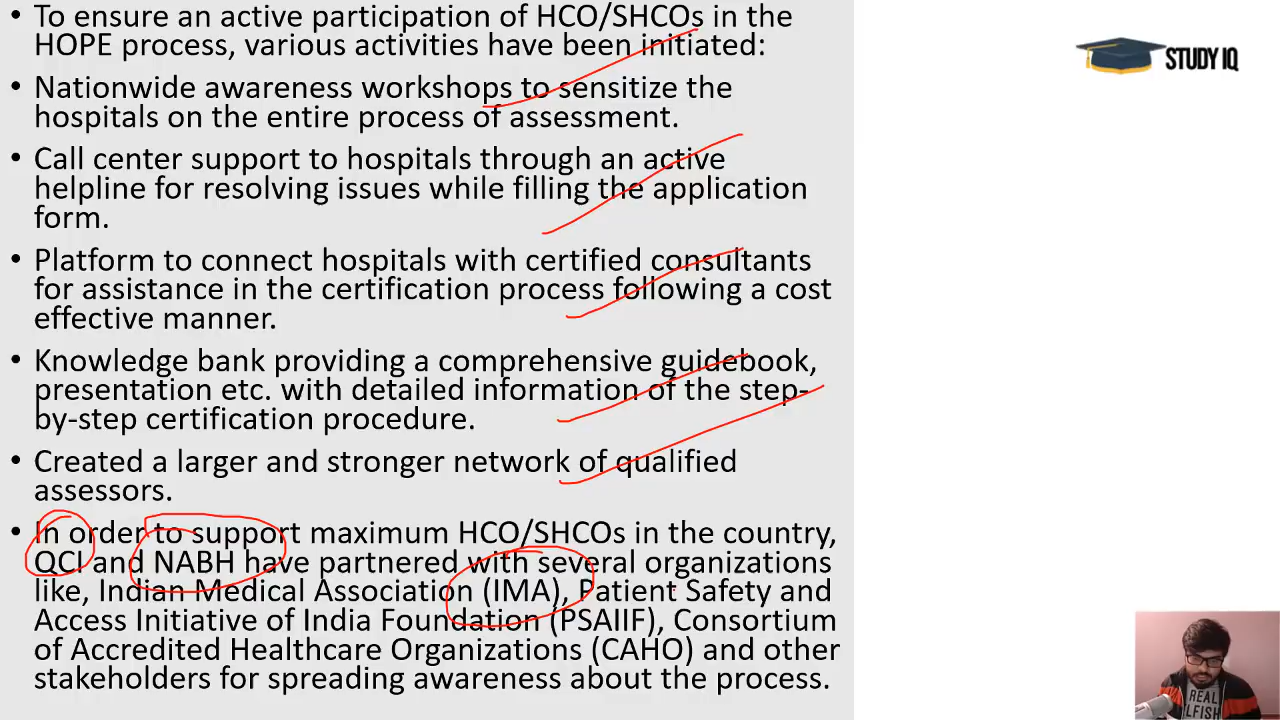 • To ensure an active participation of HCO/SHCOs in the
HOPE process, various activities have been initiated:
• Nationwide awareness workshops to sensitize the
hospitals on the entire process of assessment.
• Call center support to hospitals through an active
helpline for resolving issues while filling the application
form.
• Platform to connect hospitals with certified consultants
for assistance in the certification process following a cost
effective manner.
• Knowledge bank providing a comprehensive guidebook,
presentation etc. with detailed information of the step-
by-step certification procedure.
• Created a larger and stronger network of qualified
assessors.
• In order to support maximum HCO/SHCOs in the country,
QCI and NABH have partnered with several organizations
like, Indian Medical Association (IMA), Patient Safety and
Access Initiative of India Foundation (PSAIIF), Consortium
of Accredited Healthcare Organizations (CAHO) and other
stakeholders for spreading awareness about the process.
STUDY IQ
REAL
LFISH